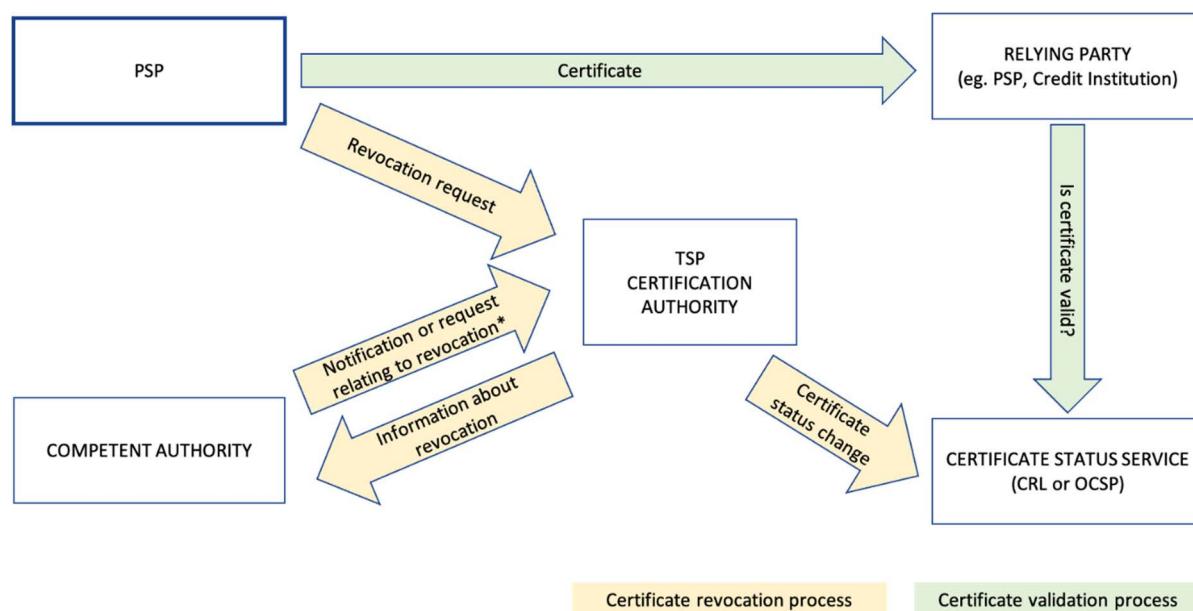 PSP
Certificate
RELYING PARTY
(eg. PSP, Credit Institution)
Revocation request
Is certificate valid?
TSP
CERTIFICATION
AUTHORITY
Notification or request
relating to revocation*
Information about
revocation
Certificate
status change
COMPETENT AUTHORITY
CERTIFICATE STATUS SERVICE
(CRL or OCSP)
Certificate revocation process
Certificate validation process